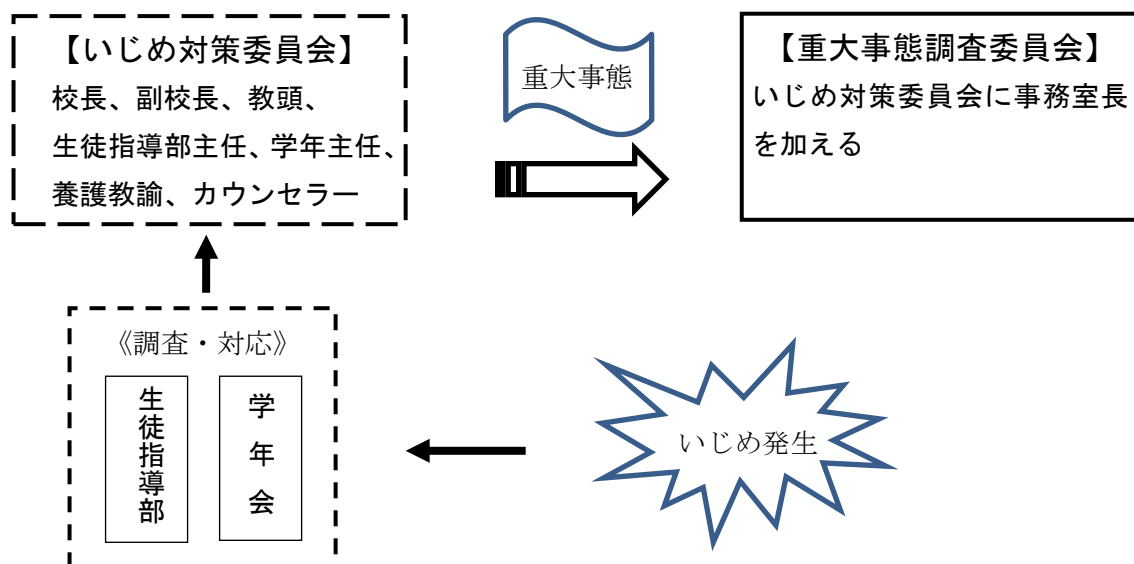 【いじめ対策委員会】
校長、副校長、教頭、
生徒指導部主任、学年主任、
養護教諭、カウンセラー
重大事態
【重大事態調査委員会】
いじめ対策委員会に事務室長
を加える
《調査・対応》
生徒指導部
学年会
いじめ発生